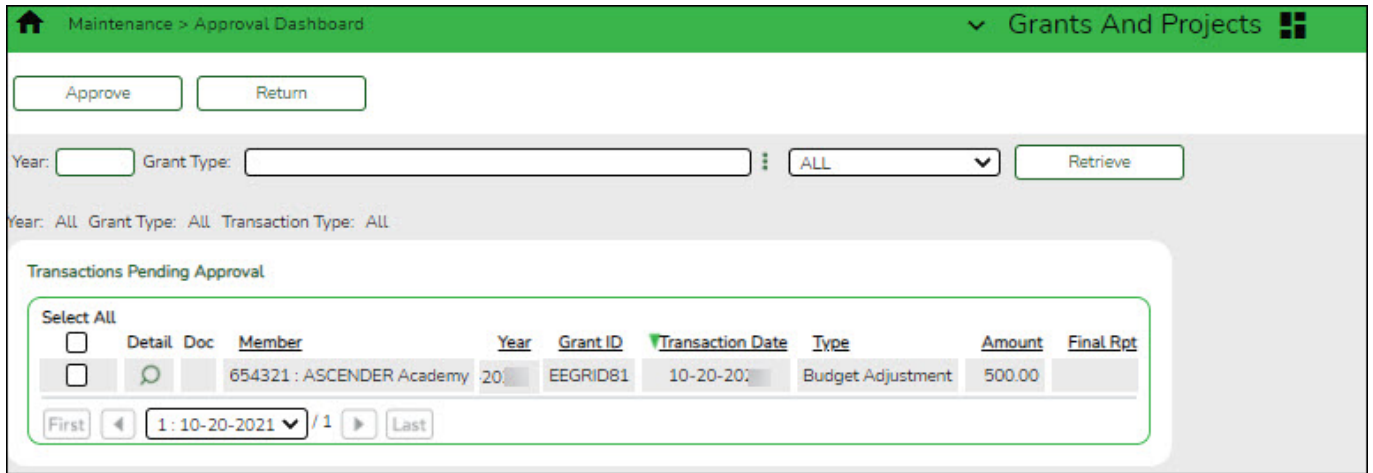 Maintenance > Approval Dashboard
Grants And Projects
Approve
Return
Year:
Grant Type:
ALL
Retrieve
Year: All Grant Type: All Transaction Type: All
Transactions Pending Approval
Select All
Detail Doc Member Year Grant ID Transaction Date Type Amount Final Rpt
654321 : ASCENDER Academy EEGRID81 Budget Adjustment 500.00
First 1 : 10-20-2021 / 1 Last